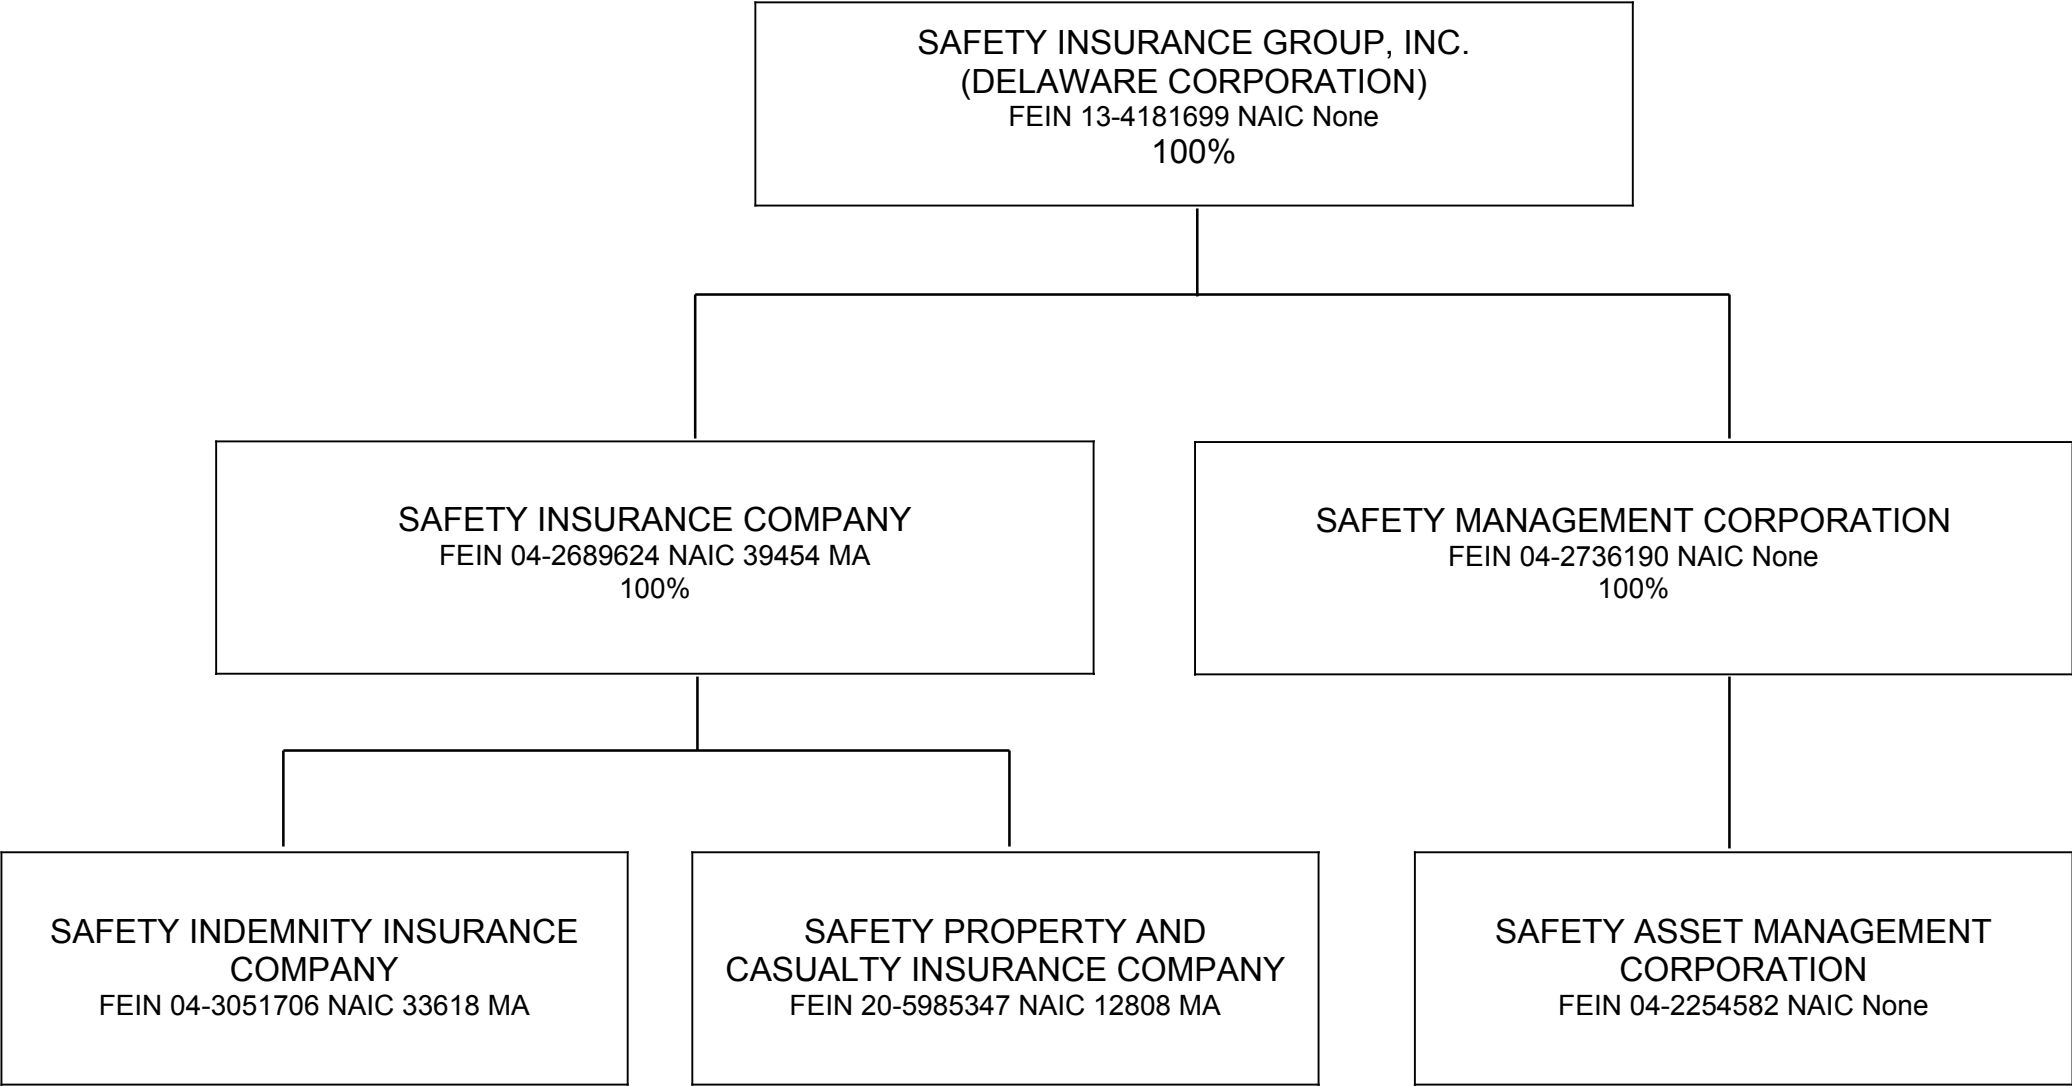 SAFETY INSURANCE GROUP, INC.
(DELAWARE CORPORATION)
FEIN 13-4181699 NAIC None
100%
SAFETY INSURANCE COMPANY
FEIN 04-2689624 NAIC 39454 MA
100%
SAFETY MANAGEMENT CORPORATION
FEIN 04-2736190 NAIC None
100%
SAFETY INDEMNITY INSURANCE
COMPANY
FEIN 04-3051706 NAIC 33618 MA
SAFETY PROPERTY AND
CASUALTY INSURANCE COMPANY
FEIN 20-5985347 NAIC 12808 MA
SAFETY ASSET MANAGEMENT
CORPORATION
FEIN 04-2254582 NAIC None